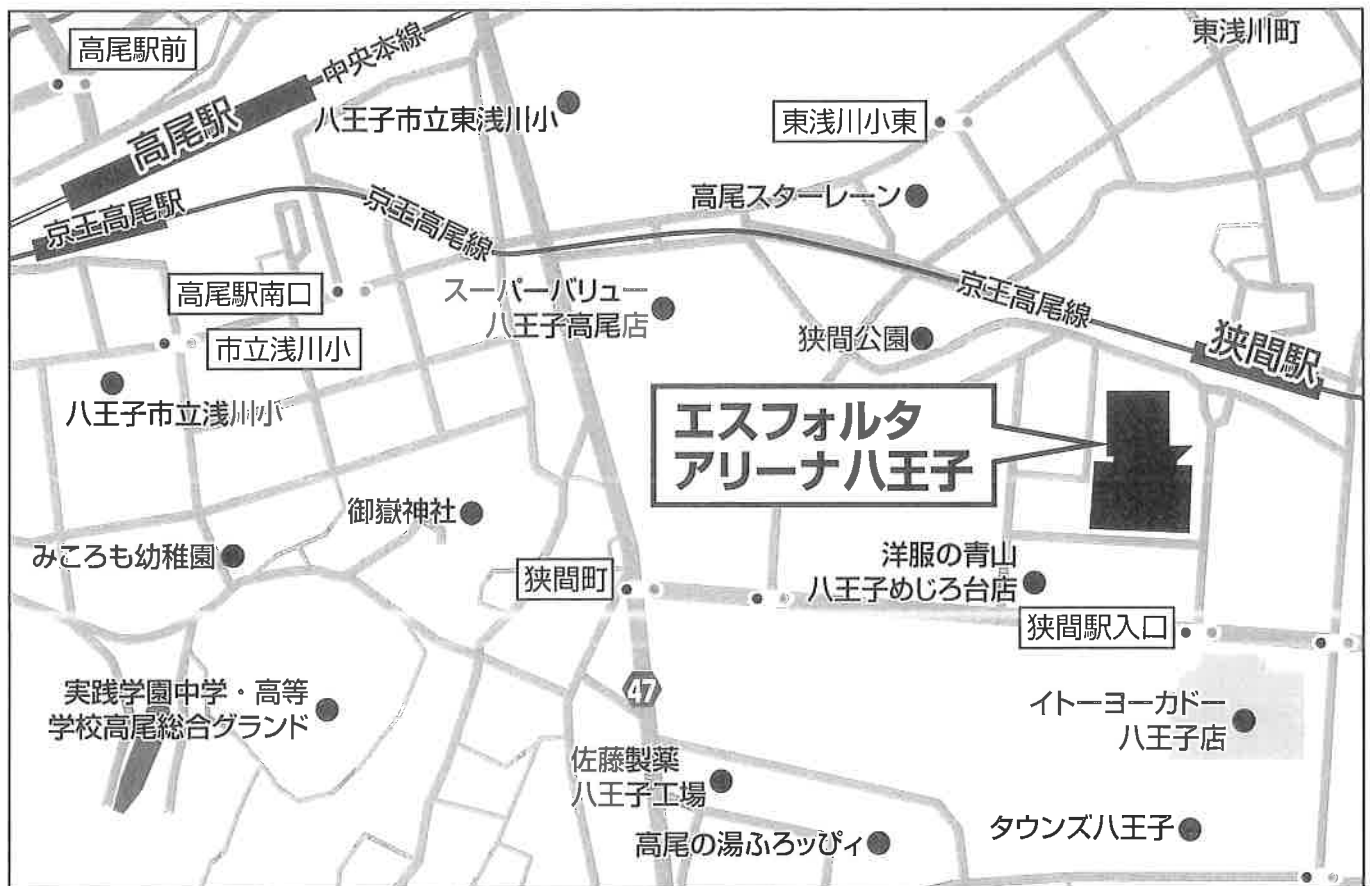 高尾駅前
中央本線
東浅川町
高尾駅
八王子市立東浅川小
東浅川小東
京王高尾駅
京王高尾線
高尾スターレーン
高尾駅南口
スーパーバリュー
八王子高尾店
京王高尾線
市立浅川小
狭間公園
狭間駅
八王子市立浅川小
エスフォルタ
アリーナ八王子
御嶽神社
みころも幼稚園
狭間町
洋服の青山
八王子めじろ台店
狭間駅入口
実践学園中学・高等
学校高尾総合グランド
47
イトーヨーカドー
八王子店
佐藤製薬
八王子工場
高尾の湯ふろッぴィ
タウンズ八王子